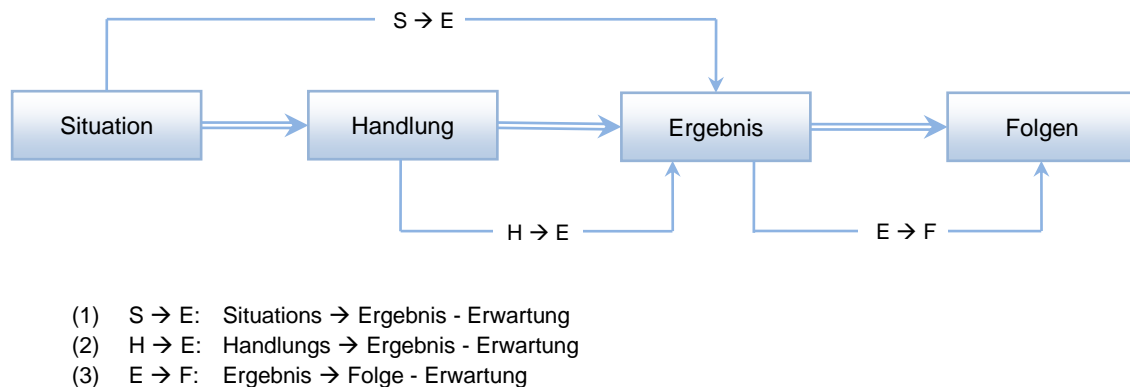 S → E
Situation Handlung Ergebnis Folgen
H → E E → F
(1) S → E: Situations → Ergebnis - Erwartung
(2) H → E: Handlungs → Ergebnis - Erwartung
(3) E → F: Ergebnis → Folge - Erwartung